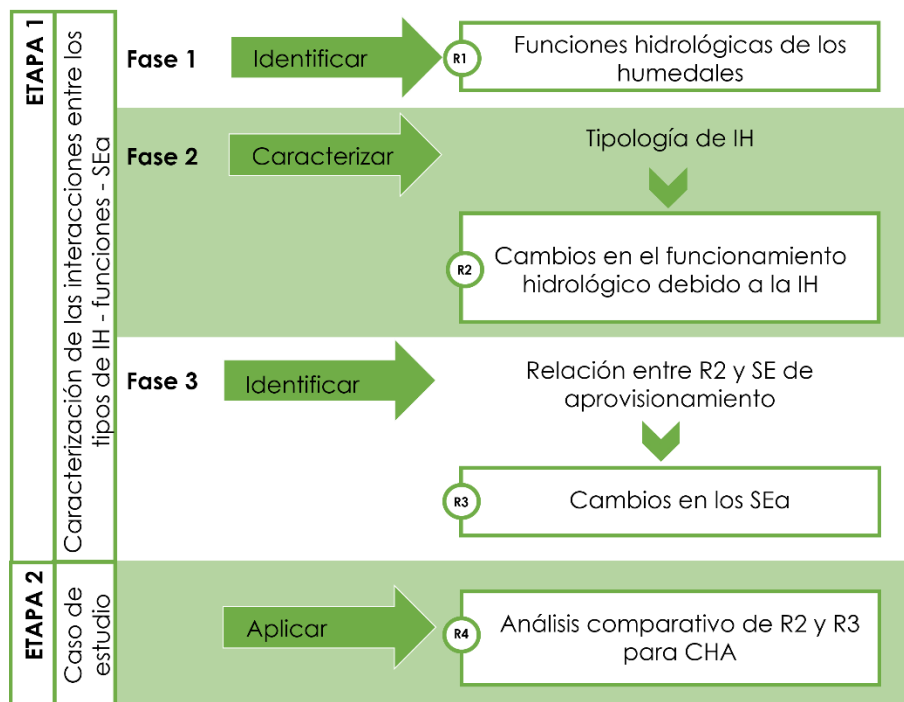 ETAPA 1
Caracterización de las interacciones entre los
tipos de IH - funciones - SEa
Fase 1
Identificar
R1
Funciones hidrológicas de los
humedales
Fase 2
Caracterizar
Tipología de IH
R2
Cambios en el funcionamiento
hidrológico debido a la IH
Fase 3
Identificar
Relación entre R2 y SE de
aprovisionamiento
R3
Cambios en los SEa
ETAPA 2
Caso de
estudio
Aplicar
R4
Análisis comparativo de R2 y R3
para CHA